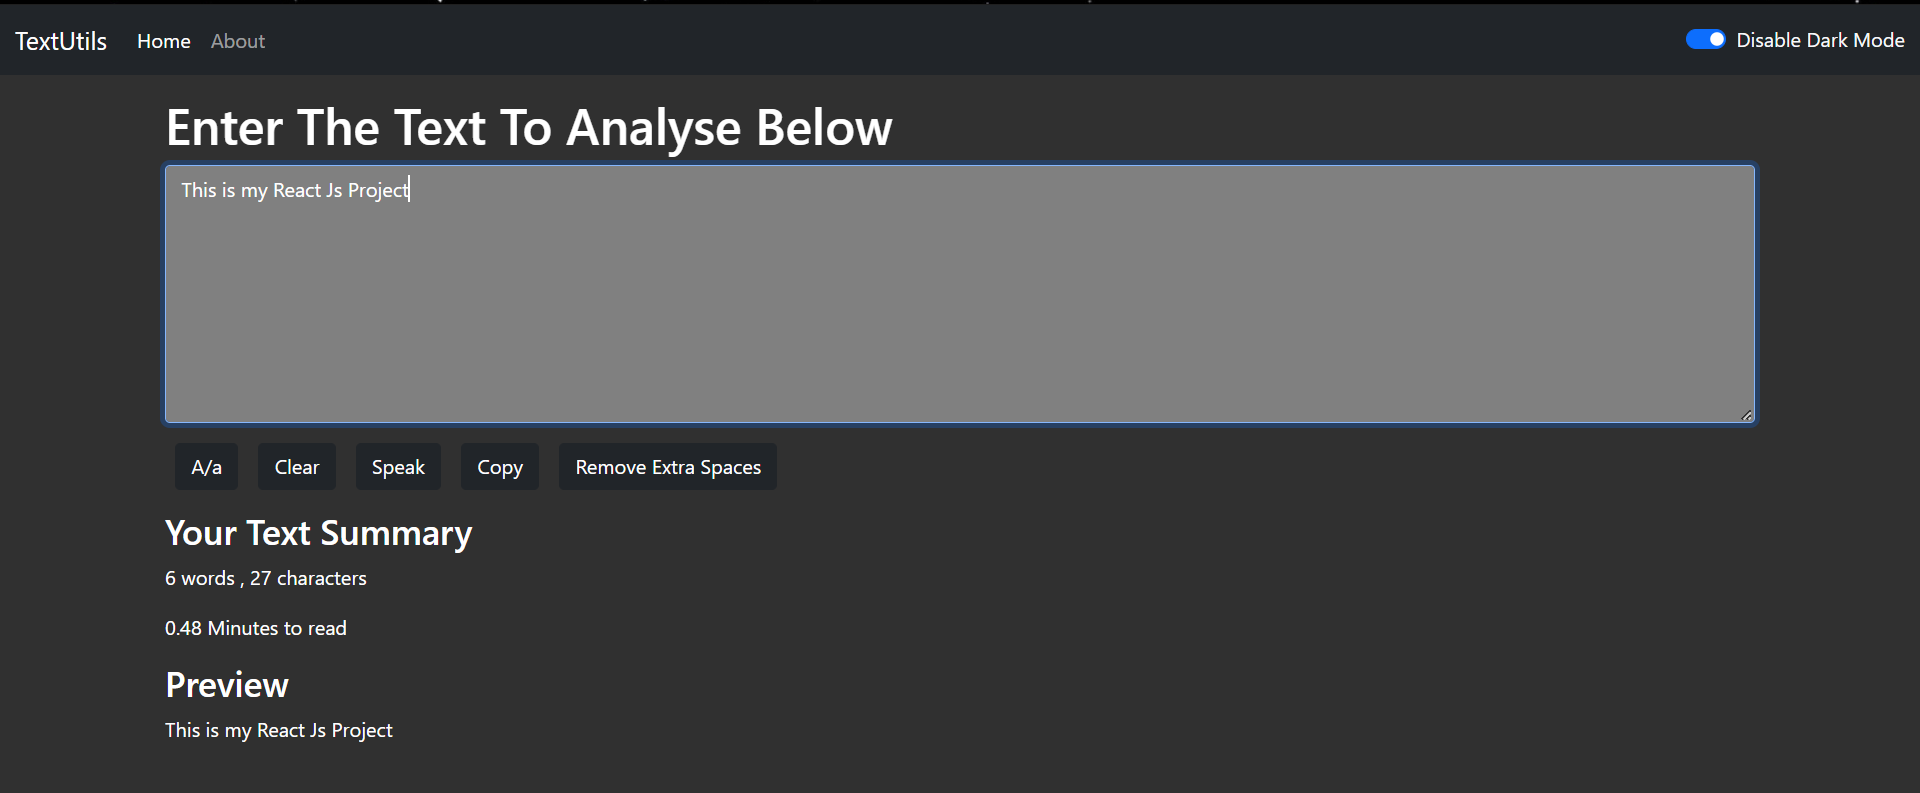 TextUtils Home About Disable Dark Mode
Enter The Text To Analyse Below
This is my React Js Project
A/a Clear Speak Copy Remove Extra Spaces
Your Text Summary
6 words , 27 characters
0.48 Minutes to read
Preview
This is my React Js Project